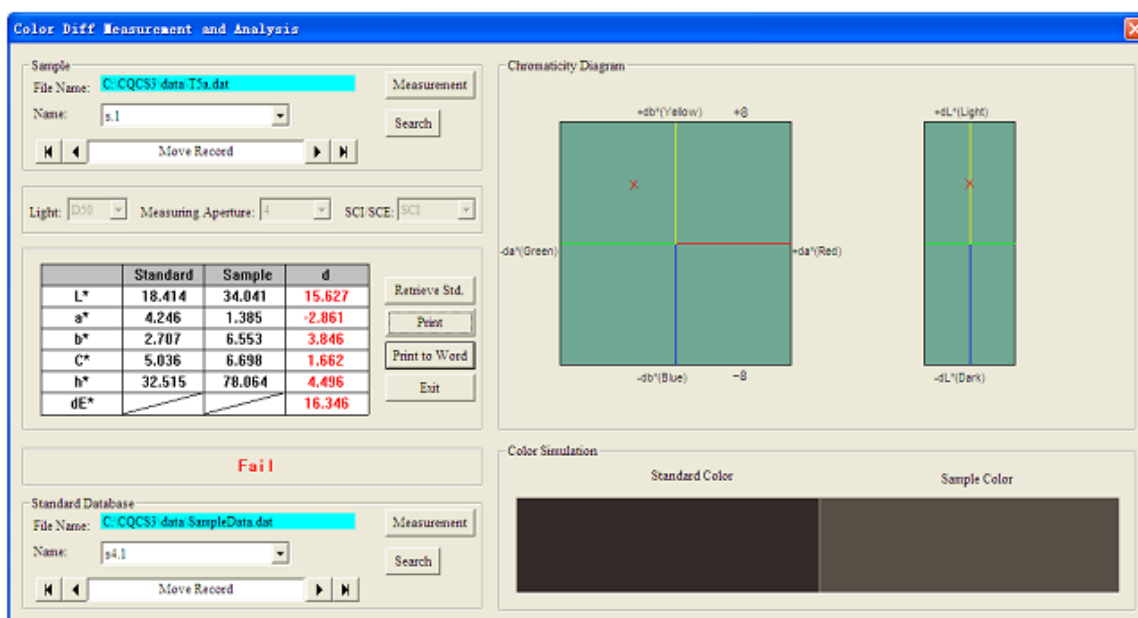 Color Diff Measurement and Analysis
Sample
File Name: C:\CQCS3\data\T5a.dat
Measurement
Name: s.1
Search
Move Record
Light: D50 Measuring Aperture: 4 SCI/SCE: SCI
Standard Sample d
L* 18.414 34.041 15.627
a* 4.246 1.385 -2.861
b* 2.707 6.553 3.846
C* 5.036 6.698 1.662
h* 32.515 78.064 4.496
dE* 16.346
Retrieve Std.
Print
Print to Word
Exit
Fail
Standard Database
File Name: C:\CQCS3\data\SampleData.dat
Measurement
Name: s4.1
Search
Move Record
Chromaticity Diagram
+db*(Yellow) +8
+dL*(Light)
-da*(Green)
+da*(Red)
-db*(Blue) -8
-dL*(Dark)
Color Simulation
Standard Color
Sample Color